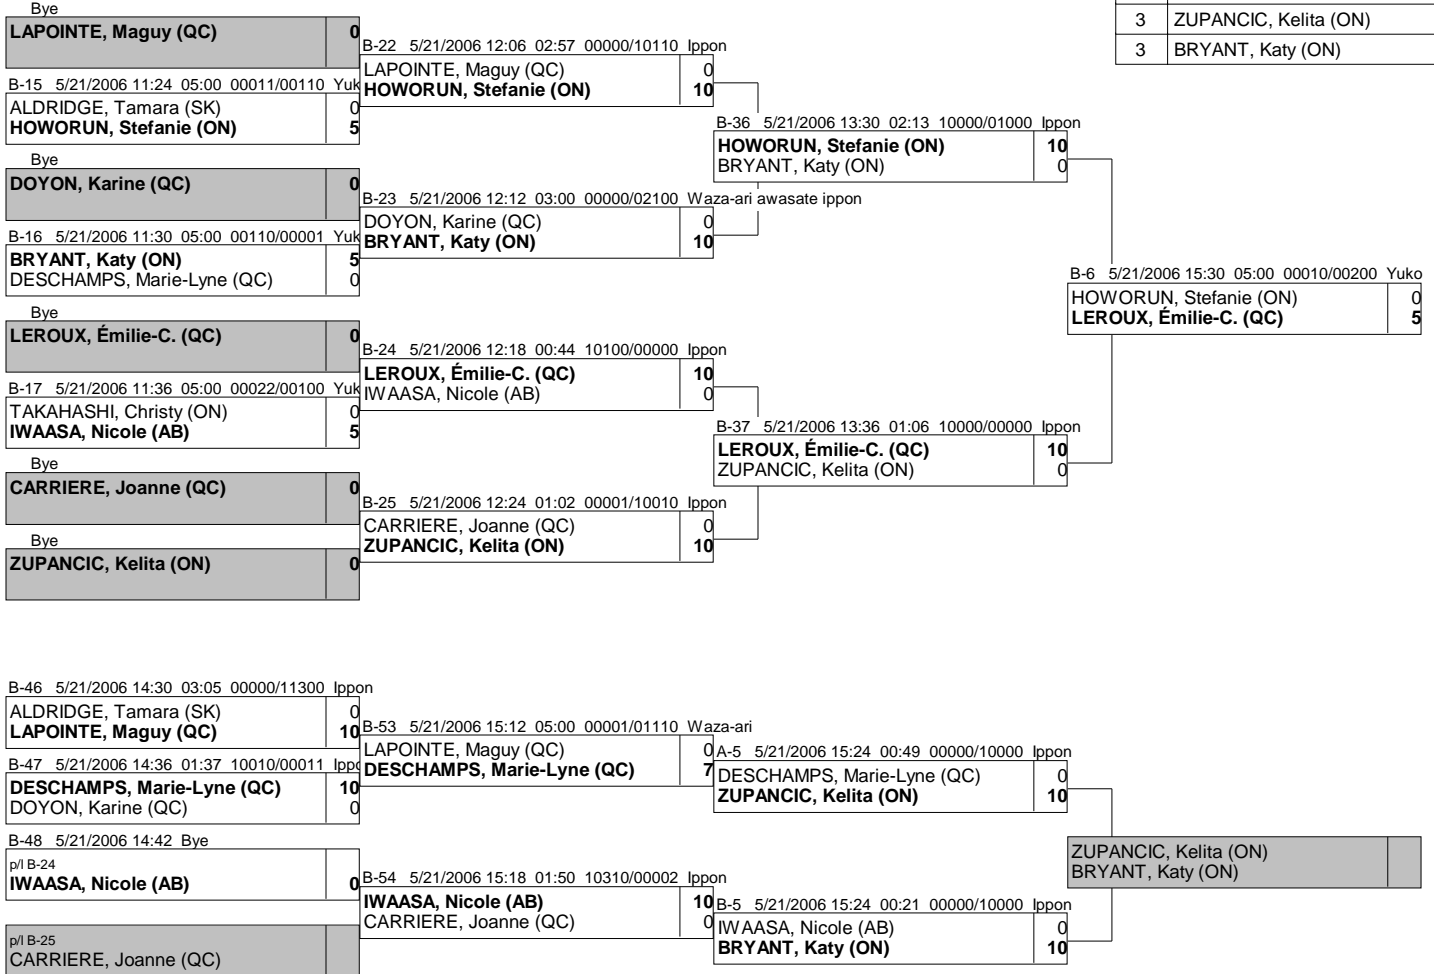 Bye
LAPOINTE, Maguy (QC) 0
B-15 5/21/2006 11:24 05:00 00011/00110 Yuk
ALDRIDGE, Tamara (SK) 0
HOWORUN, Stefanie (ON) 5
Bye
DOYON, Karine (QC) 0
B-16 5/21/2006 11:30 05:00 00110/00001 Yuk
BRYANT, Katy (ON) 5
DESCHAMPS, Marie-Lyne (QC) 0
Bye
LEROUX, Émilie-C. (QC) 0
B-17 5/21/2006 11:36 05:00 00022/00100 Yuk
TAKAHASHI, Christy (ON) 0
IWAASA, Nicole (AB) 5
Bye
CARRIERE, Joanne (QC) 0
Bye
ZUPANCIC, Kelita (ON) 0
B-22 5/21/2006 12:06 02:57 00000/10110 Ippon
LAPOINTE, Maguy (QC) 0
HOWORUN, Stefanie (ON) 10
B-23 5/21/2006 12:12 03:00 00000/02100 Waza-ari awasate ippon
DOYON, Karine (QC) 0
BRYANT, Katy (ON) 10
B-24 5/21/2006 12:18 00:44 10100/00000 Ippon
LEROUX, Émilie-C. (QC) 10
IWAASA, Nicole (AB) 0
B-25 5/21/2006 12:24 01:02 00001/10010 Ippon
CARRIERE, Joanne (QC) 0
ZUPANCIC, Kelita (ON) 10
B-36 5/21/2006 13:30 02:13 10000/01000 Ippon
HOWORUN, Stefanie (ON) 10
BRYANT, Katy (ON) 0
B-37 5/21/2006 13:36 01:06 10000/00000 Ippon
LEROUX, Émilie-C. (QC) 10
ZUPANCIC, Kelita (ON) 0
3 ZUPANCIC, Kelita (ON)
3 BRYANT, Katy (ON)
B-6 5/21/2006 15:30 05:00 00010/00200 Yuko
HOWORUN, Stefanie (ON) 0
LEROUX, Émilie-C. (QC) 5
B-46 5/21/2006 14:30 03:05 00000/11300 Ippon
ALDRIDGE, Tamara (SK) 0
LAPOINTE, Maguy (QC) 10
B-47 5/21/2006 14:36 01:37 10010/00011 Ippo
DESCHAMPS, Marie-Lyne (QC) 10
DOYON, Karine (QC) 0
B-48 5/21/2006 14:42 Bye
p/l B-24
IWAASA, Nicole (AB) 0
p/l B-25
CARRIERE, Joanne (QC)
B-53 5/21/2006 15:12 05:00 00001/01110 Waza-ari
LAPOINTE, Maguy (QC) 0
DESCHAMPS, Marie-Lyne (QC) 7
B-54 5/21/2006 15:18 01:50 10310/00002 Ippon
IWAASA, Nicole (AB) 10
CARRIERE, Joanne (QC) 0
A-5 5/21/2006 15:24 00:49 00000/10000 Ippon
DESCHAMPS, Marie-Lyne (QC) 0
ZUPANCIC, Kelita (ON) 10
B-5 5/21/2006 15:24 00:21 00000/10000 Ippon
IWAASA, Nicole (AB) 0
BRYANT, Katy (ON) 10
ZUPANCIC, Kelita (ON)
BRYANT, Katy (ON)